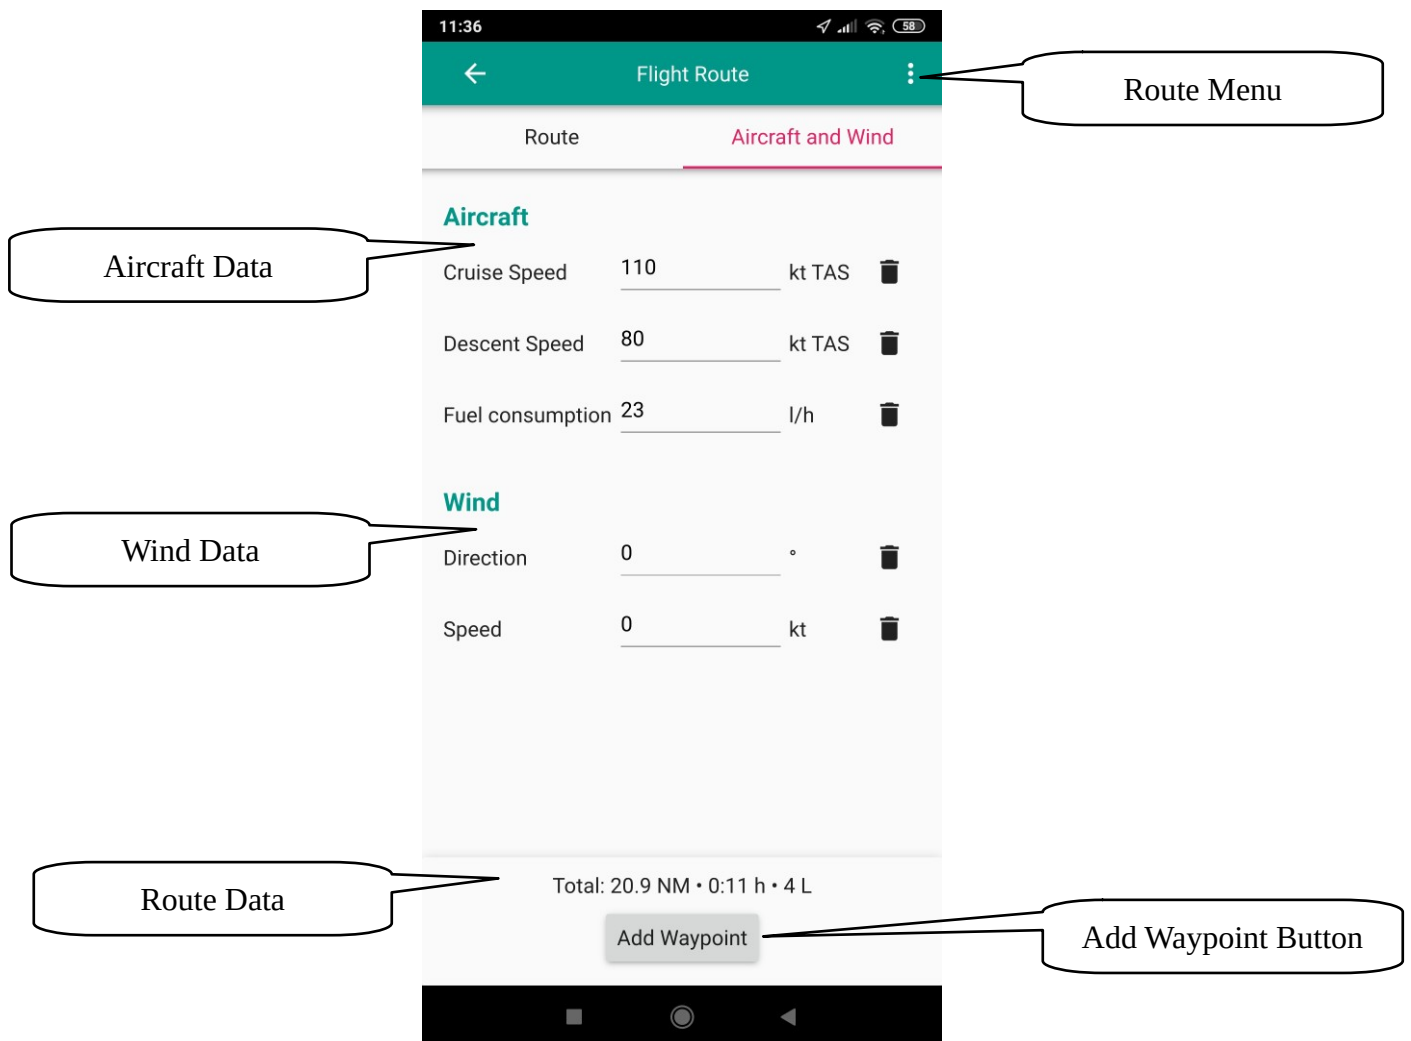 11:36
58
Flight Route
Route Menu
Route
Aircraft and Wind
Aircraft
Aircraft Data
Cruise Speed 110 kt TAS
Descent Speed 80 kt TAS
Fuel consumption 23 l/h
Wind
Wind Data
Direction 0 °
Speed 0 kt
Total: 20.9 NM • 0:11 h • 4 L
Route Data
Add Waypoint
Add Waypoint Button